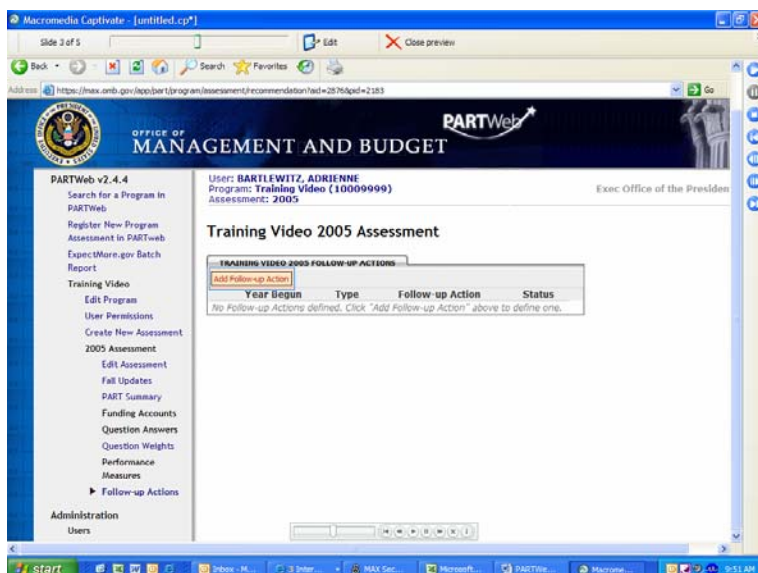 Macromedia Captivate - [untitled.cp*]
Slide 3 of 5
Edit
Close preview
Back
Search
Favorites
Address
https://max.omb.gov/app/part/program/assessment/recommendation?aid=2876&pid=2183
Go
OFFICE OF
MANAGEMENT AND BUDGET
PARTWeb
PARTWeb v2.4.4
Search for a Program in
PARTWeb
Register New Program
Assessment in PARTweb
ExpectMore.gov Batch
Report
Training Video
Edit Program
User Permissions
Create New Assessment
2005 Assessment
Edit Assessment
Fall Updates
PART Summary
Funding Accounts
Question Answers
Question Weights
Performance
Measures
Follow-up Actions
Administration
Users
User: BARTLEWITZ, ADRIENNE
Program: Training Video (10009999)
Assessment: 2005
Exec Office of the Presiden
Training Video 2005 Assessment
TRAINING VIDEO 2005 FOLLOW-UP ACTIONS
Add Follow-up Action
Year Begun Type Follow-up Action Status
No Follow-up Actions defined. Click "Add Follow-up Action" above to define one.
start
Inbox - M...
3 Inter...
MAX Sec...
Microsoft...
PARTWe...
Macrome...
9:51 AM